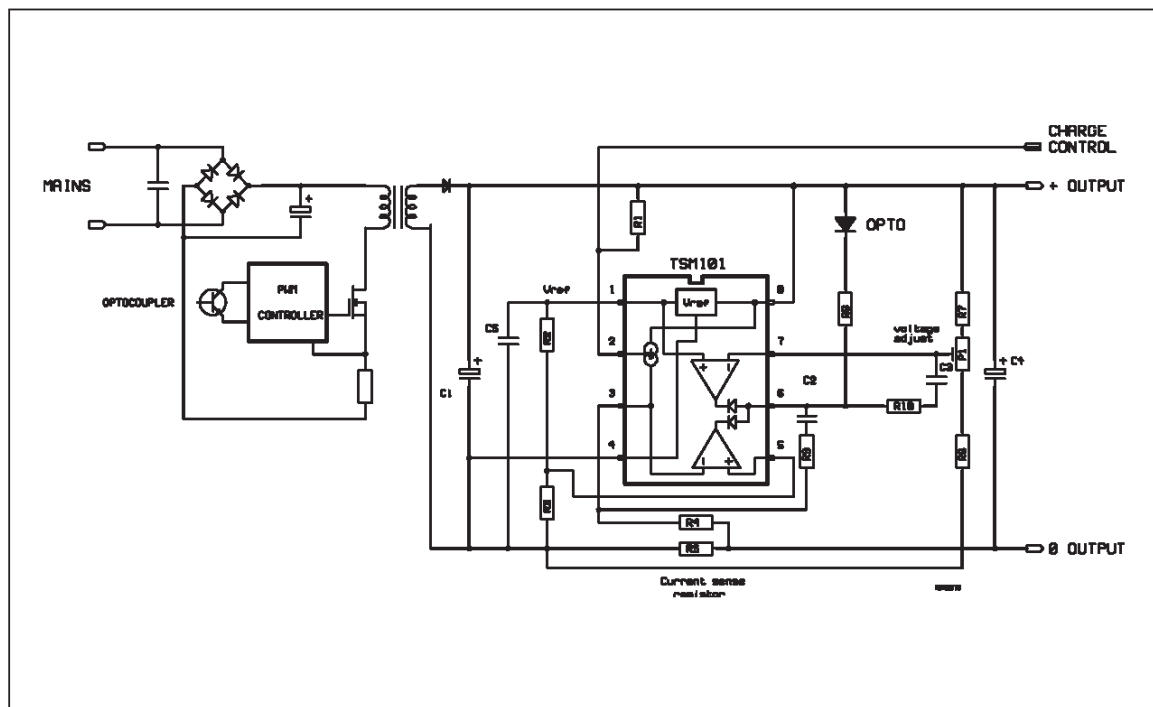 CHARGE
CONTROL
MAINS
+ OUTPUT
+
R1
OPTO
TSM101
OPTOCOUPLER
PWM
CONTROLLER
Vref
1
Vref
8
C5
R2
R7
voltage
adjust
2
7
P1
+
C1
+ -
C2
C3
+ C4
3
6
R10
4
5
R9
- +
R3
R4
R5
0 OUTPUT
Current sense
resistor